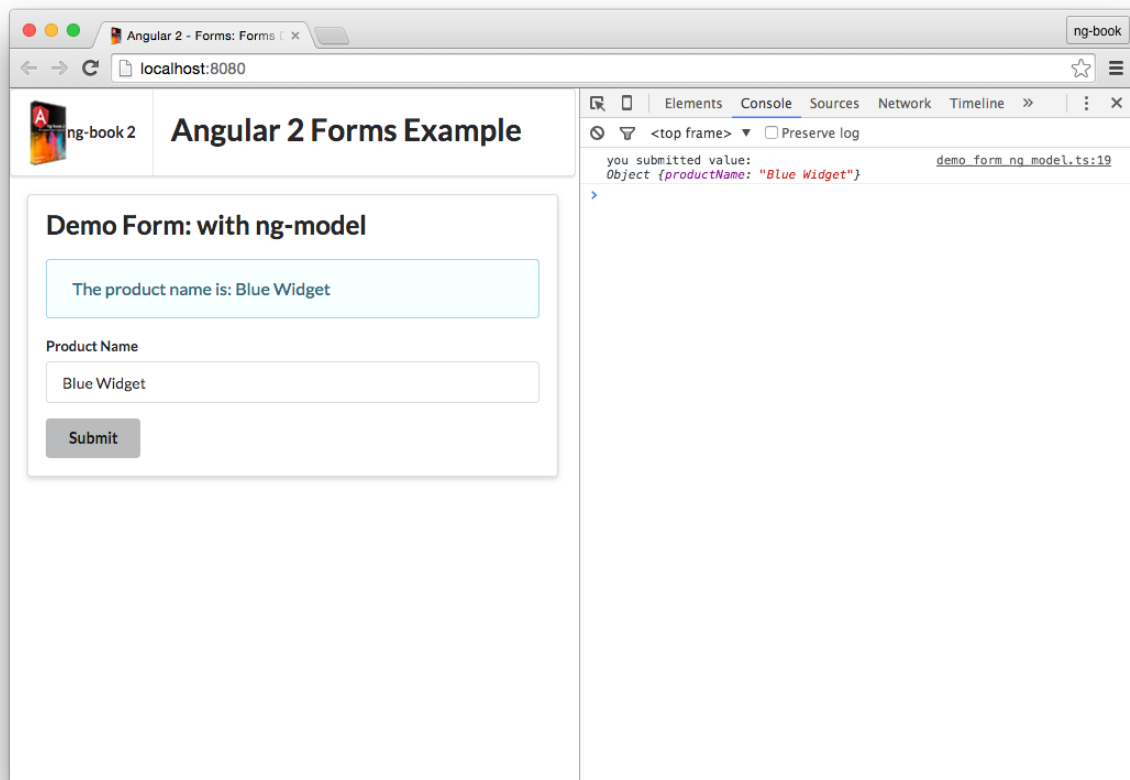 Angular 2 - Forms: Forms
ng-book
localhost:8080
ng-book 2
Angular 2 Forms Example
Demo Form: with ng-model
The product name is: Blue Widget
Product Name
Blue Widget
Submit
Elements Console Sources Network Timeline »
<top frame> ▼ Preserve log
you submitted value: demo_form_ng_model.ts:19
Object {productName: "Blue Widget"}
>